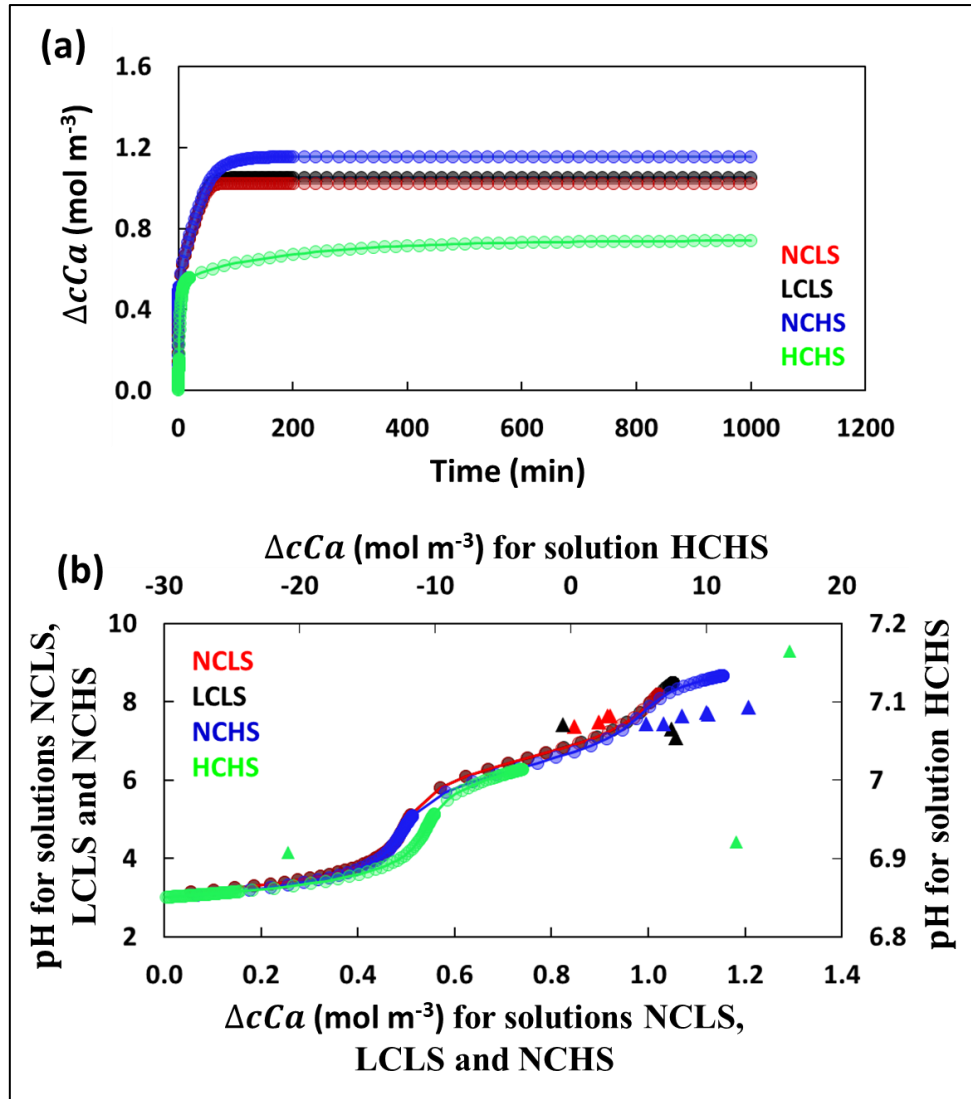 (a)
1.6
1.2
0.8
0.4
0.0
ΔcCa (mol m⁻³)
NCLS
LCLS
NCHS
HCHS
0 200 400 600 800 1000 1200
Time (min)
ΔcCa (mol m⁻³) for solution HCHS
(b)
-30 -20 -10 0 10 20
pH for solutions NCLS,
LCLS and NCHS
10
8
6
4
2
NCLS
LCLS
NCHS
HCHS
7.2
7.1
7
6.9
6.8
pH for solution HCHS
0.0 0.2 0.4 0.6 0.8 1.0 1.2 1.4
ΔcCa (mol m⁻³) for solutions NCLS,
LCLS and NCHS